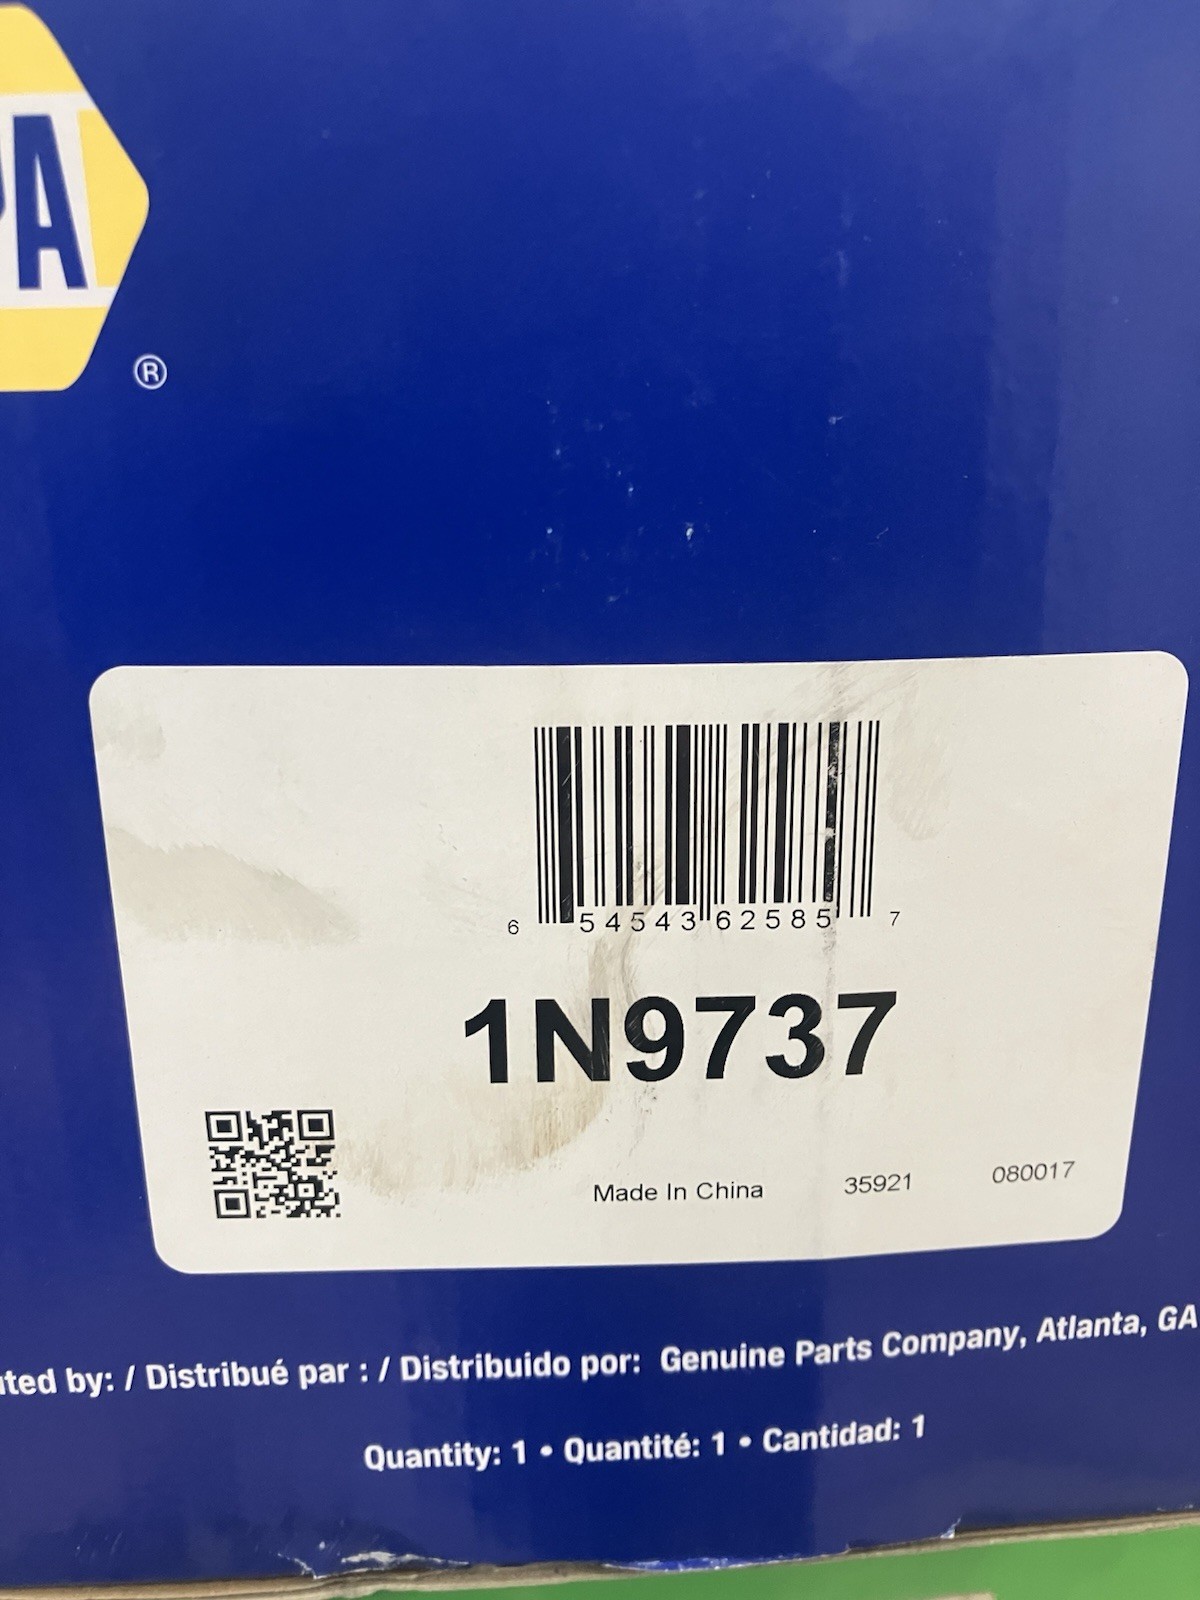 PA
®
6 54543 62585 7
1N9737
Made In China 35921 080017
by: / Distribué par : / Distribuido por: Genuine Parts Company, Atlanta, GA
Quantity: 1 • Quantité: 1 • Cantidad: 1